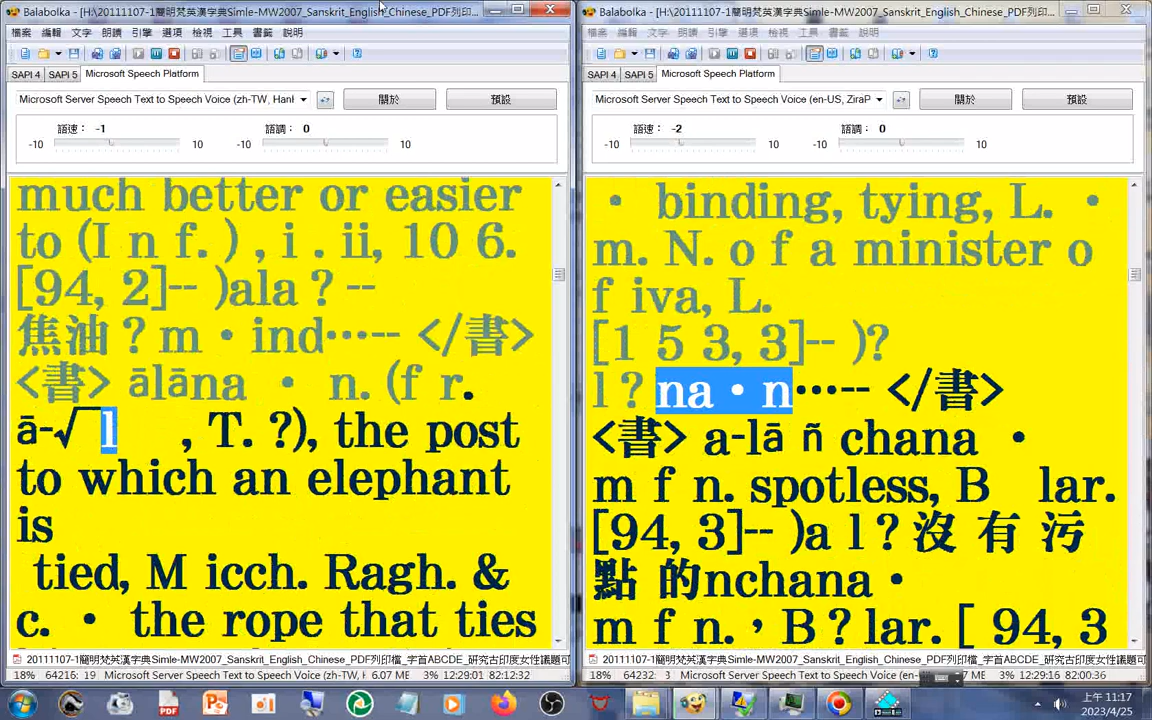 Balabolka - [H:\20111107-1簡明梵英漢字典Simle-MW2007_Sanskrit_English_Chinese_PDF列印...
檔案 編輯 文字 朗讀 引擎 選項 檢視 工具 書籤 說明
SAPI 4 SAPI 5 Microsoft Speech Platform
Microsoft Server Speech Text to Speech Voice (zh-TW, Hanl
關於 預設
語速: -1 語調: 0
-10 10 -10 10
much better or easier
to (I n f. ) , i . ii, 10 6.
[94, 2]-- )ala ? --
焦油 ? m • ind…-- </書>
<書> ālāna • n. (f r.
ā-√ l , T. ?), the post
to which an elephant
is
tied, M icch. Ragh. &
c. • the rope that ties
20111107-1簡明梵英漢字典Simle-MW2007_Sanskrit_English_Chinese_PDF列印檔_字首ABCDE_研究古印度女性議題可
18% 64216: 19 Microsoft Server Speech Text to Speech Voice (zh-TW, H 6.07 ME 3% 12:29:01 82:12:32
Balabolka - [H:\20111107-1簡明梵英漢字典Simle-MW2007_Sanskrit_English_Chinese_PDF列印...
檔案 編輯 文字 朗讀 引擎 選項 檢視 工具 書籤 說明
SAPI 4 SAPI 5 Microsoft Speech Platform
Microsoft Server Speech Text to Speech Voice (en-US, ZiraP
關於 預設
語速: -2 語調: 0
-10 10 -10 10
• binding, tying, L. •
m. N. o f a minister o
f iva, L.
[1 5 3, 3]-- )?
l ? na • n…-- </書>
<書> a-lā ñ chana •
m f n. spotless, B lar.
[94, 3]-- )a l ? 沒 有 污
點 的nchana •
m f n. , B ? lar. [ 94, 3
20111107-1簡明梵英漢字典Simle-MW2007_Sanskrit_English_Chinese_PDF列印檔_字首ABCDE_研究古印度女性議題可
18% 64232: 3 Microsoft Server Speech Text to Speech Voice 3% 12:29:16 82:00:36
上午 11:17
2023/4/25